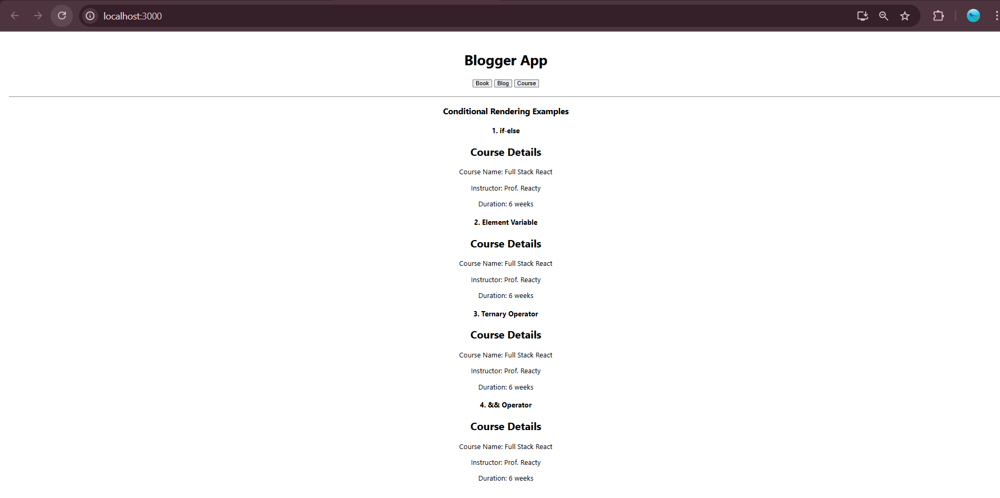 localhost:3000
Blogger App
Book Blog Course
Conditional Rendering Examples
1. if-else
Course Details
Course Name: Full Stack React
Instructor: Prof. Reacty
Duration: 6 weeks
2. Element Variable
Course Details
Course Name: Full Stack React
Instructor: Prof. Reacty
Duration: 6 weeks
3. Ternary Operator
Course Details
Course Name: Full Stack React
Instructor: Prof. Reacty
Duration: 6 weeks
4. && Operator
Course Details
Course Name: Full Stack React
Instructor: Prof. Reacty
Duration: 6 weeks